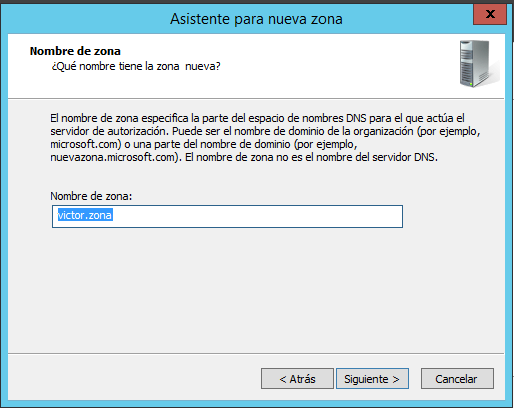 Asistente para nueva zona
x
Nombre de zona
¿Qué nombre tiene la zona nueva?
El nombre de zona especifica la parte del espacio de nombres DNS para el que actúa el
servidor de autorización. Puede ser el nombre de dominio de la organización (por ejemplo,
microsoft.com) o una parte del nombre de dominio (por ejemplo,
nuevazona.microsoft.com). El nombre de zona no es el nombre del servidor DNS.
Nombre de zona:
victor.zona
< Atrás
Siguiente >
Cancelar